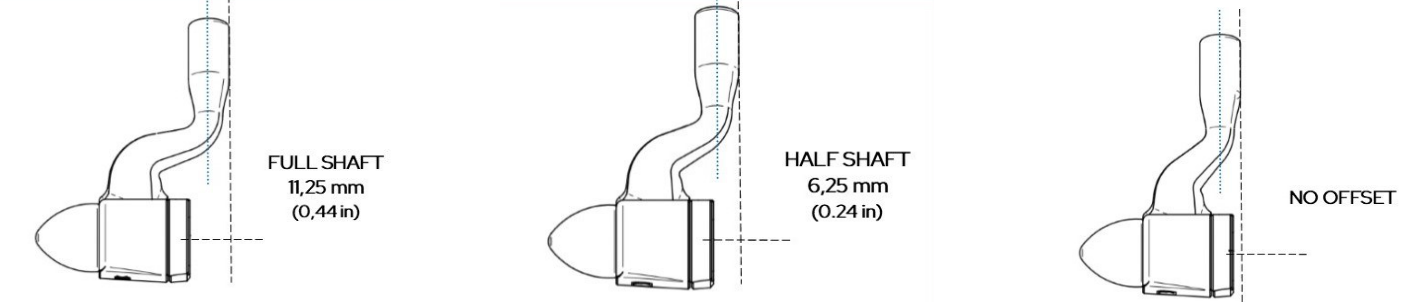 FULL SHAFT
11,25 mm
(0,44 in)
HALF SHAFT
6,25 mm
(0.24 in)
NO OFFSET